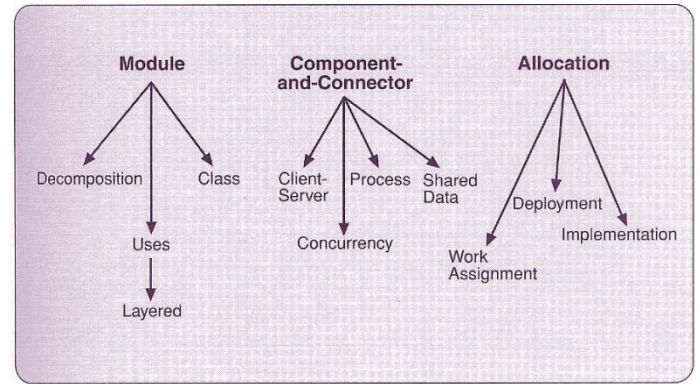 Module
Component-
and-Connector
Allocation
Decomposition
Class
Client-
Server
Process
Shared
Data
Deployment
Uses
Concurrency
Implementation
Work
Assignment
Layered